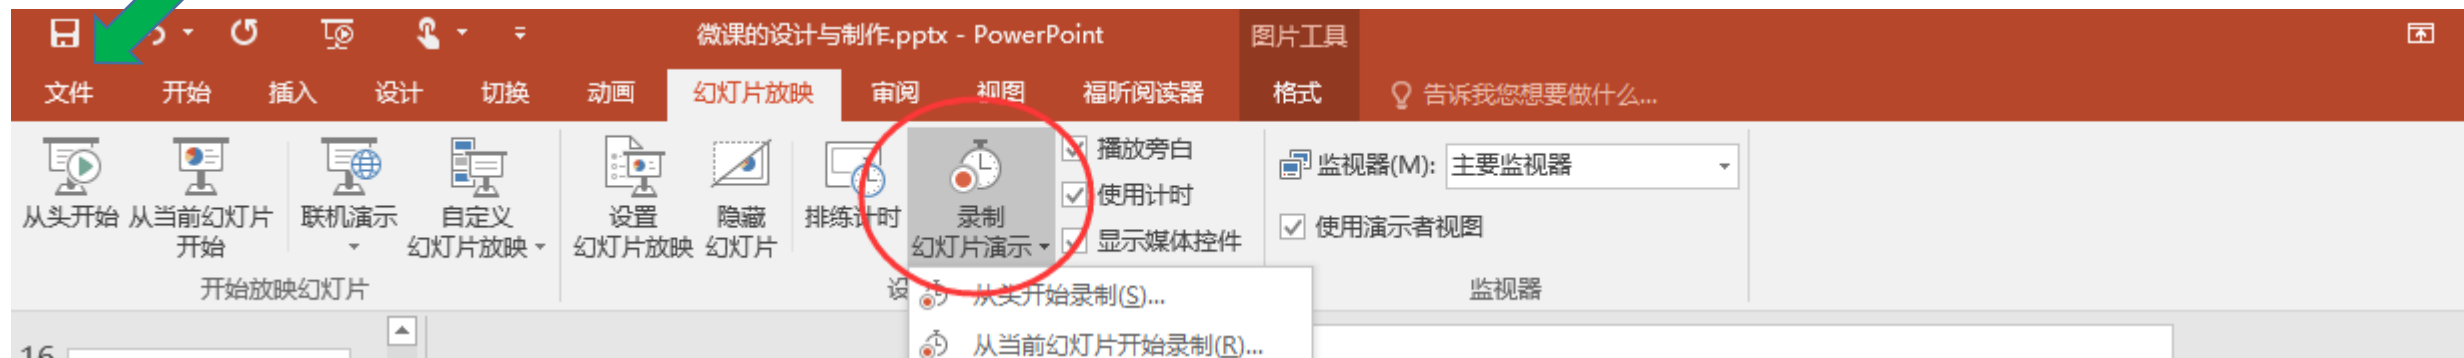 微课的设计与制作.pptx - PowerPoint
图片工具
文件 开始 插入 设计 切换 动画 幻灯片放映 审阅 视图 福昕阅读器 格式 告诉我您想要做什么...
从头开始
从当前幻灯片
开始
联机演示
自定义
幻灯片放映
设置
幻灯片放映
隐藏
幻灯片
排练计时
录制
幻灯片演示
播放旁白
使用计时
显示媒体控件
监视器(M): 主要监视器
使用演示者视图
开始放映幻灯片
设
监视器
从头开始录制(S)...
从当前幻灯片开始录制(R)...
16